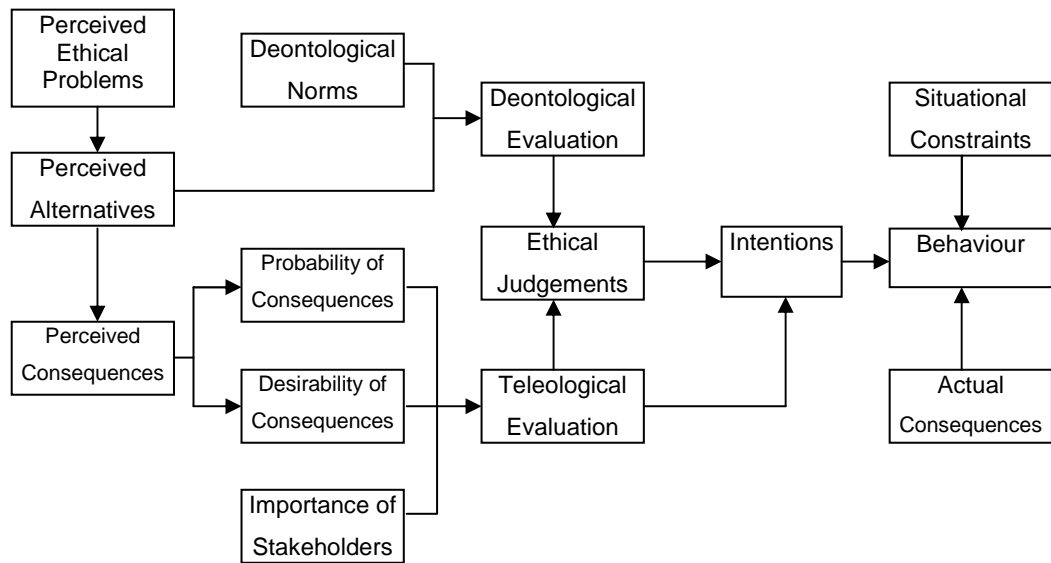 Perceived
Ethical
Problems
Deontological
Norms
Deontological
Evaluation
Situational
Constraints
Perceived
Alternatives
Probability of
Consequences
Ethical
Judgements
Intentions
Behaviour
Perceived
Consequences
Desirability of
Consequences
Teleological
Evaluation
Actual
Consequences
Importance of
Stakeholders